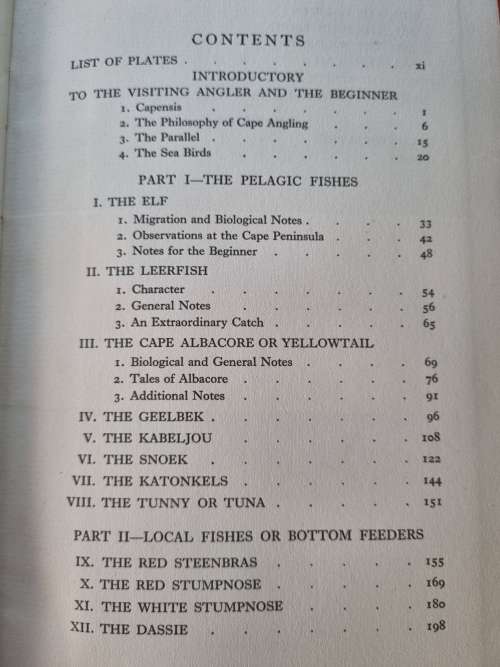 CONTENTS
LIST OF PLATES . . . . . . . xi
INTRODUCTORY
TO THE VISITING ANGLER AND THE BEGINNER
1. Capensis . . . . . . 1
2. The Philosophy of Cape Angling . . . 6
3. The Parallel . . . . . . 15
4. The Sea Birds . . . . . 20
PART I—THE PELAGIC FISHES
I. THE ELF
1. Migration and Biological Notes . . . . 33
2. Observations at the Cape Peninsula . . . 42
3. Notes for the Beginner . . . . . 48
II. THE LEERFISH
1. Character . . . . . . 54
2. General Notes . . . . . 56
3. An Extraordinary Catch . . . . . 65
III. THE CAPE ALBACORE OR YELLOWTAIL
1. Biological and General Notes . . . . 69
2. Tales of Albacore . . . . . 76
3. Additional Notes . . . . . 91
IV. THE GEELBEK . . . . . . 96
V. THE KABELJOU . . . . . 108
VI. THE SNOEK . . . . . . 122
VII. THE KATONKELS . . . . . 144
VIII. THE TUNNY OR TUNA . . . . . 151
PART II—LOCAL FISHES OR BOTTOM FEEDERS
IX. THE RED STEENBRAS . . . . . 155
X. THE RED STUMPNOSE . . . . . 169
XI. THE WHITE STUMPNOSE . . . . 180
XII. THE DASSIE . . . . . . 198